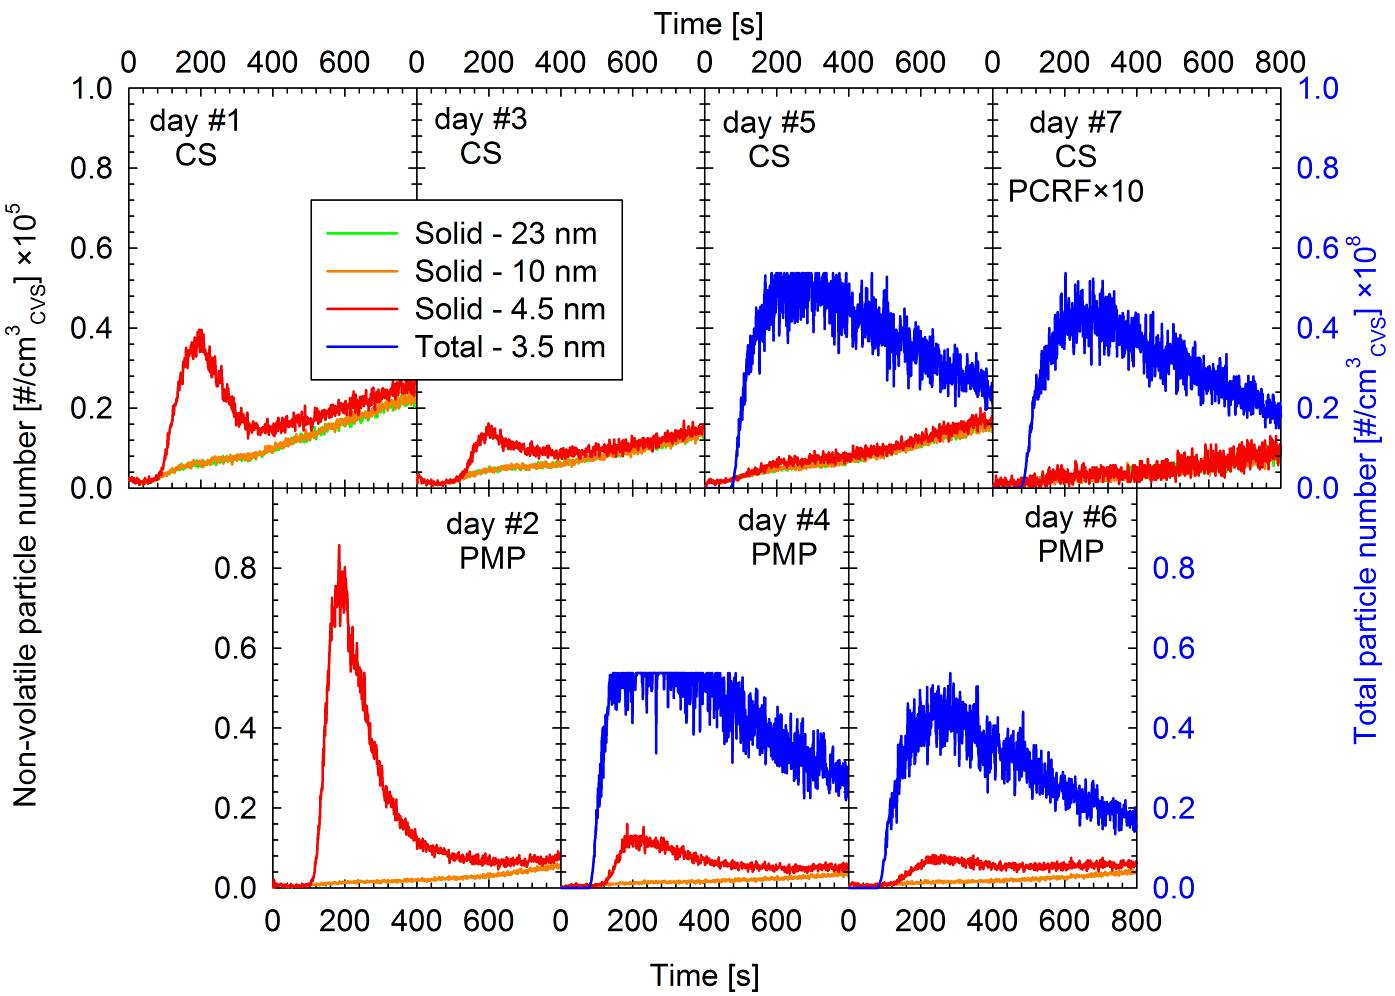 Time [s]
0 200 400 600 0 200 400 600 0 200 400 600 0 200 400 600 800
1.0
0.8
0.6
0.4
0.2
0.0
day #1
CS
day #3
CS
day #5
CS
day #7
CS
PCRF×10
Solid - 23 nm
Solid - 10 nm
Solid - 4.5 nm
Total - 3.5 nm
1.0
0.8
0.6
0.4
0.2
0.0
Non-volatile particle number [#/cm³CVS] ×10⁵
Total particle number [#/cm³CVS] ×10⁸
0.8
0.6
0.4
0.2
0.0
day #2
PMP
day #4
PMP
day #6
PMP
0.8
0.6
0.4
0.2
0.0
0 200 400 600 0 200 400 600 0 200 400 600 800
Time [s]